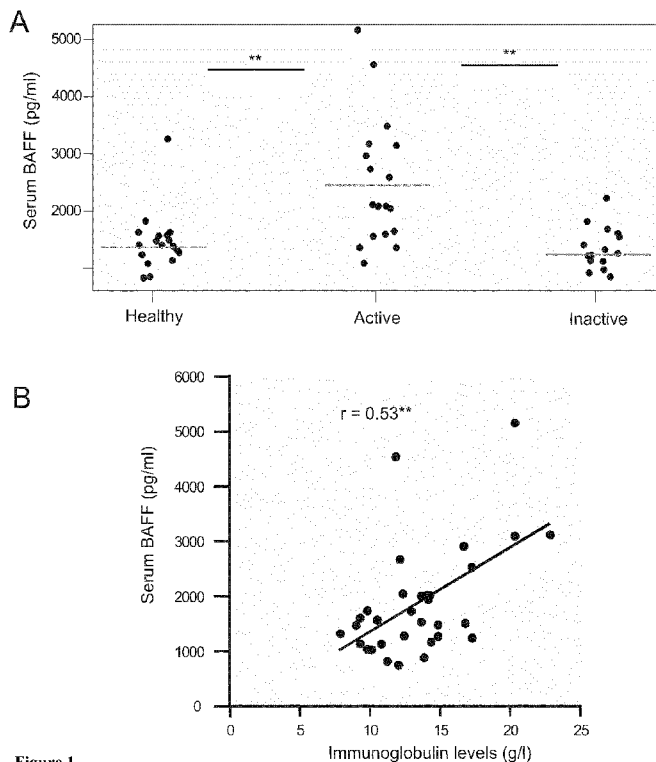 A
5000
4000
3000
2000
Serum BAFF (pg/ml)
**
**
Healthy
Active
Inactive
B
6000
5000
4000
3000
2000
1000
0
Serum BAFF (pg/ml)
r = 0.53**
0
5
10
15
20
25
Immunoglobulin levels (g/l)
Figure 1